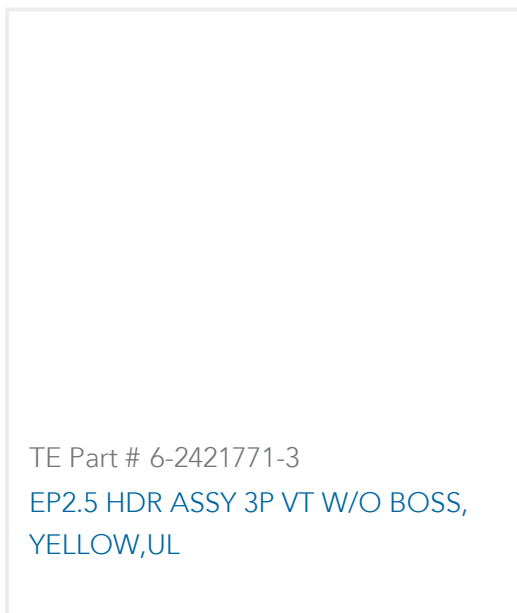 TE Part # 6-2421771-3
EP2.5 HDR ASSY 3P VT W/O BOSS,
YELLOW,UL